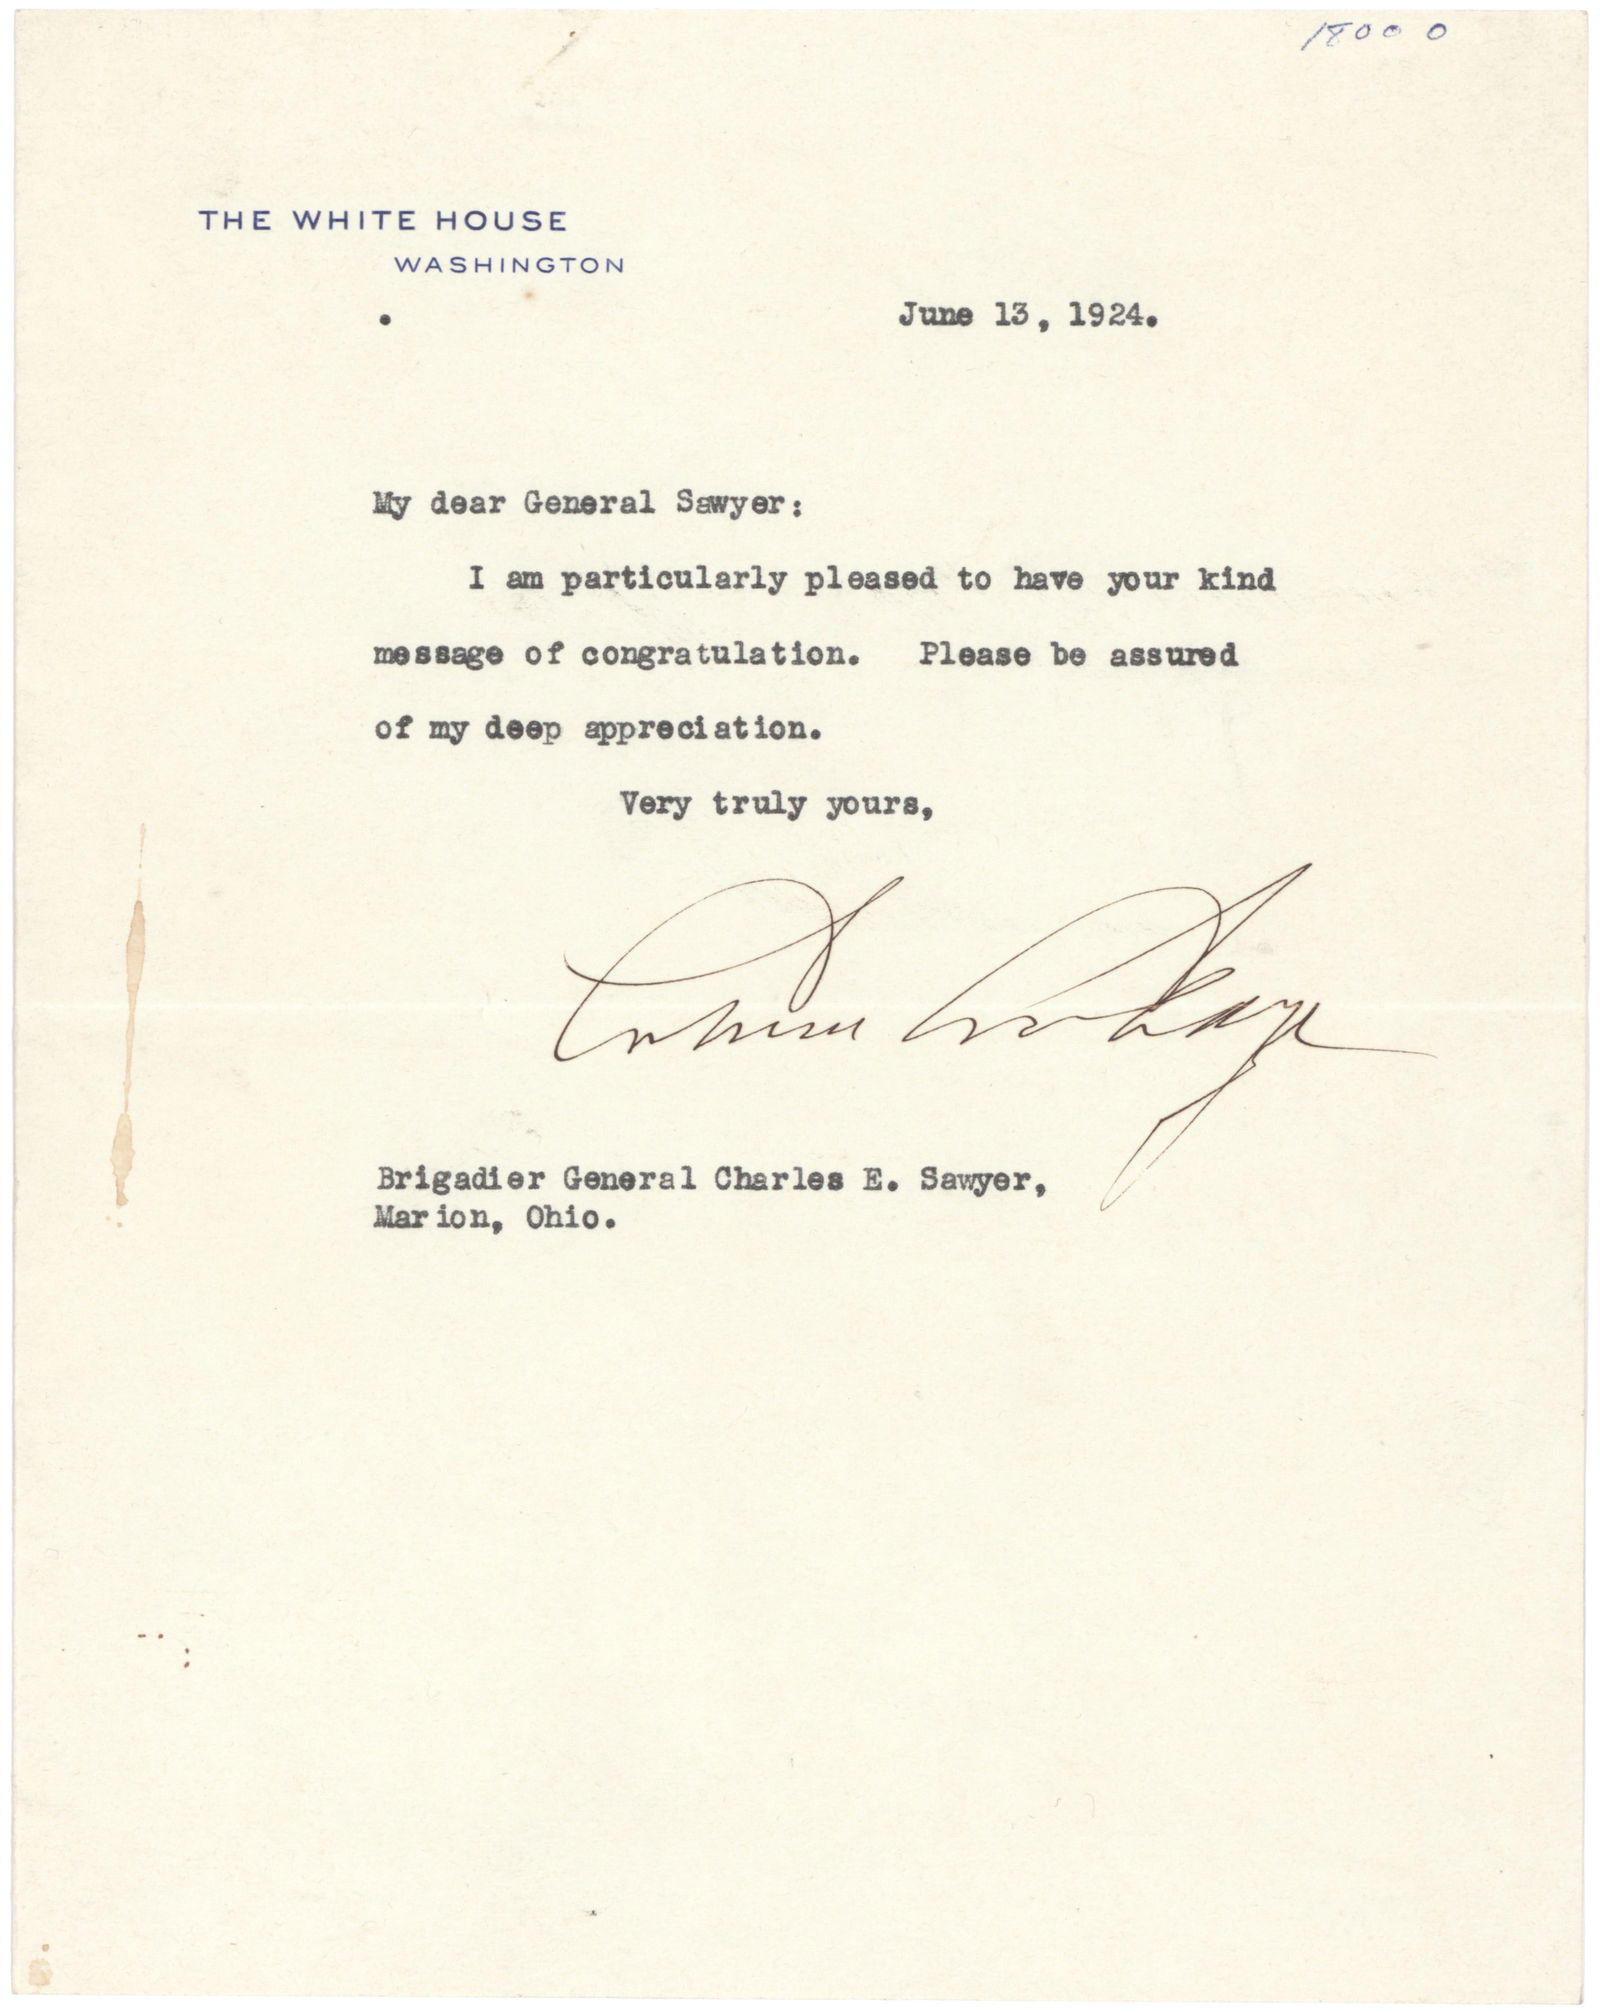 18000
THE WHITE HOUSE
WASHINGTON
June 13, 1924.
My dear General Sawyer:
I am particularly pleased to have your kind
message of congratulation. Please be assured
of my deep appreciation.
Very truly yours,
Calvin Coolidge
Brigadier General Charles E. Sawyer,
Marion, Ohio.